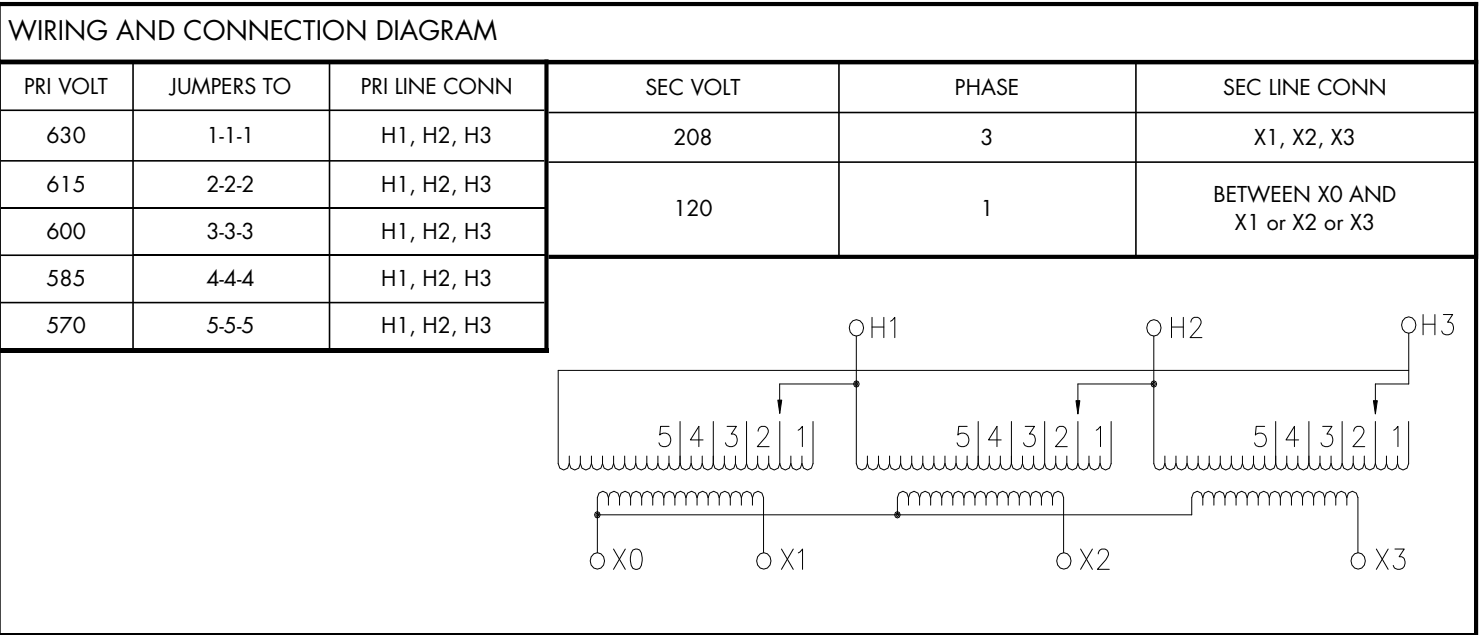 WIRING AND CONNECTION DIAGRAM
PRI VOLT JUMPERS TO PRI LINE CONN
630 1-1-1 H1, H2, H3
615 2-2-2 H1, H2, H3
600 3-3-3 H1, H2, H3
585 4-4-4 H1, H2, H3
570 5-5-5 H1, H2, H3
SEC VOLT PHASE SEC LINE CONN
208 3 X1, X2, X3
120 1 BETWEEN X0 AND
X1 or X2 or X3
H1 H2 H3
5 4 3 2 1 5 4 3 2 1 5 4 3 2 1
X0 X1 X2 X3